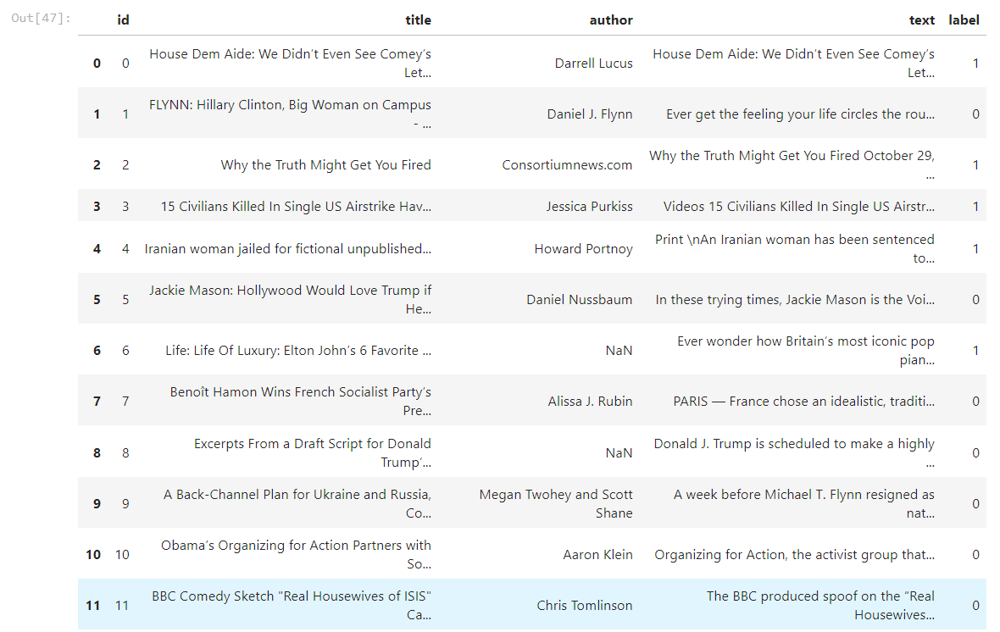 Out[47]:
id title author text label
0 0 House Dem Aide: We Didn’t Even See Comey’s Let... Darrell Lucus House Dem Aide: We Didn’t Even See Comey’s Let... 1
1 1 FLYNN: Hillary Clinton, Big Woman on Campus - ... Daniel J. Flynn Ever get the feeling your life circles the rou... 0
2 2 Why the Truth Might Get You Fired Consortiumnews.com Why the Truth Might Get You Fired October 29, ... 1
3 3 15 Civilians Killed In Single US Airstrike Hav... Jessica Purkiss Videos 15 Civilians Killed In Single US Airstr... 1
4 4 Iranian woman jailed for fictional unpublished... Howard Portnoy Print \nAn Iranian woman has been sentenced to... 1
5 5 Jackie Mason: Hollywood Would Love Trump if He... Daniel Nussbaum In these trying times, Jackie Mason is the Voi... 0
6 6 Life: Life Of Luxury: Elton John’s 6 Favorite ... NaN Ever wonder how Britain’s most iconic pop pian... 1
7 7 Benoît Hamon Wins French Socialist Party’s Pre... Alissa J. Rubin PARIS — France chose an idealistic, traditi... 0
8 8 Excerpts From a Draft Script for Donald Trump’... NaN Donald J. Trump is scheduled to make a highly ... 0
9 9 A Back-Channel Plan for Ukraine and Russia, Co... Megan Twohey and Scott Shane A week before Michael T. Flynn resigned as nat... 0
10 10 Obama’s Organizing for Action Partners with So... Aaron Klein Organizing for Action, the activist group that... 0
11 11 BBC Comedy Sketch "Real Housewives of ISIS" Ca... Chris Tomlinson The BBC produced spoof on the “Real Housewives... 0